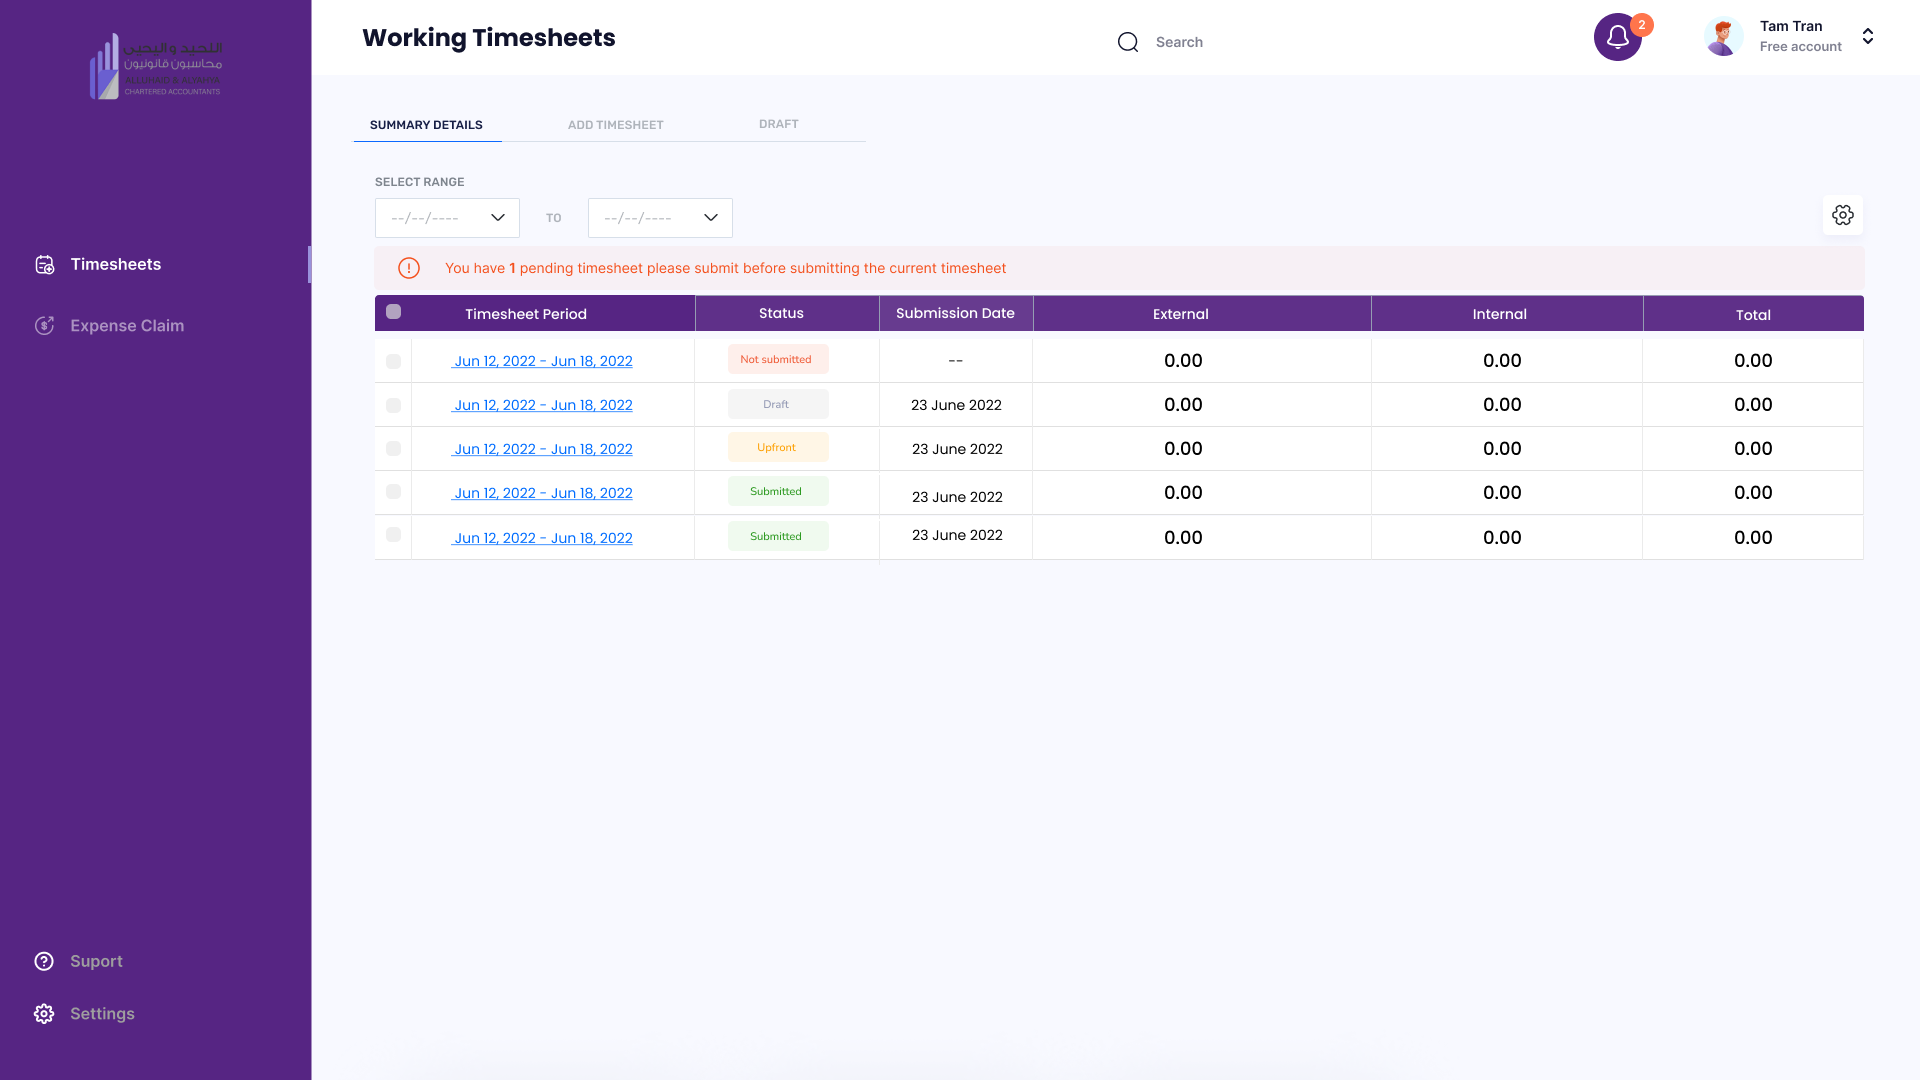 اللحيد واليحيى
محاسبون قانونيون
ALLUHAID & ALYAHYA
CHARTERED ACCOUNTANTS
Working Timesheets
Search
2
Tam Tran
Free account
SUMMARY DETAILS
ADD TIMESHEET
DRAFT
SELECT RANGE
--/--/----
TO
--/--/----
Timesheets
Expense Claim
You have 1 pending timesheet please submit before submitting the current timesheet
Timesheet Period Status Submission Date External Internal Total
Jun 12, 2022 - Jun 18, 2022 Not submitted -- 0.00 0.00 0.00
Jun 12, 2022 - Jun 18, 2022 Draft 23 June 2022 0.00 0.00 0.00
Jun 12, 2022 - Jun 18, 2022 Upfront 23 June 2022 0.00 0.00 0.00
Jun 12, 2022 - Jun 18, 2022 Submitted 23 June 2022 0.00 0.00 0.00
Jun 12, 2022 - Jun 18, 2022 Submitted 23 June 2022 0.00 0.00 0.00
Suport
Settings